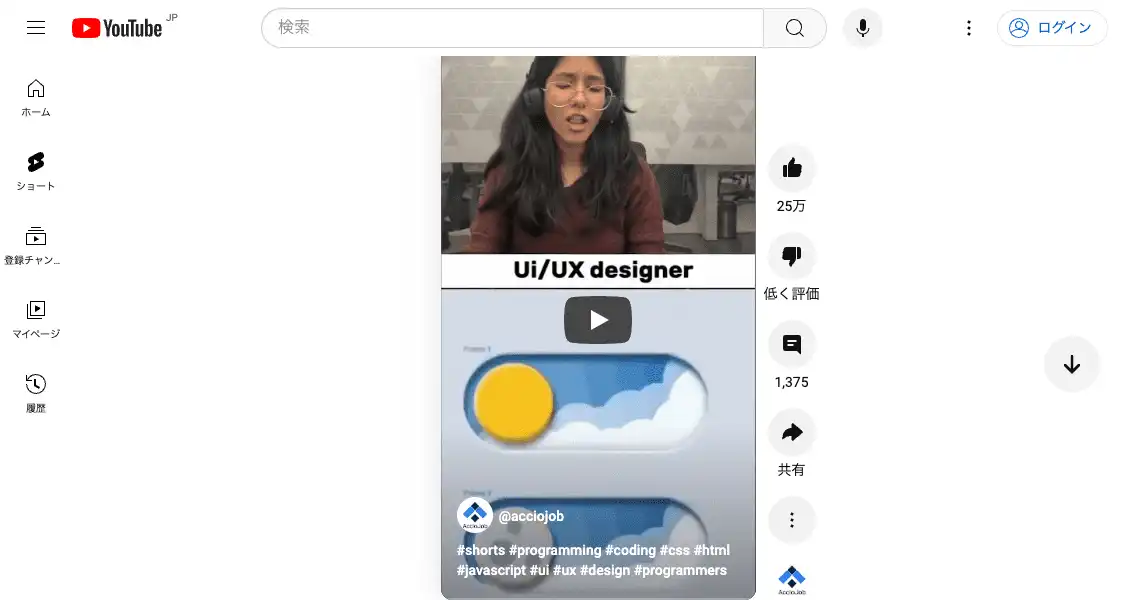 YouTube JP
検索
ログイン
ホーム
ショート
登録チャン...
マイページ
履歴
Ui/UX designer
@acciojob
#shorts #programming #coding #css #html
#javascript #ui #ux #design #programmers
25万
低く評価
1,375
共有
AccioJob
AccioJob